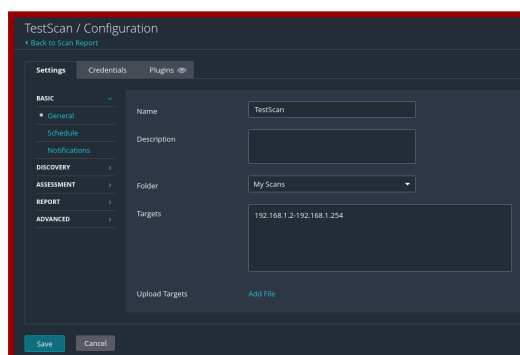 TestScan / Configuration
Back to Scan Report
Settings Credentials Plugins
BASIC
General
Schedule
Notifications
DISCOVERY
ASSESSMENT
REPORT
ADVANCED
Name TestScan
Description
Folder My Scans
Targets 192.168.1.2-192.168.1.254
Upload Targets Add File
Save Cancel